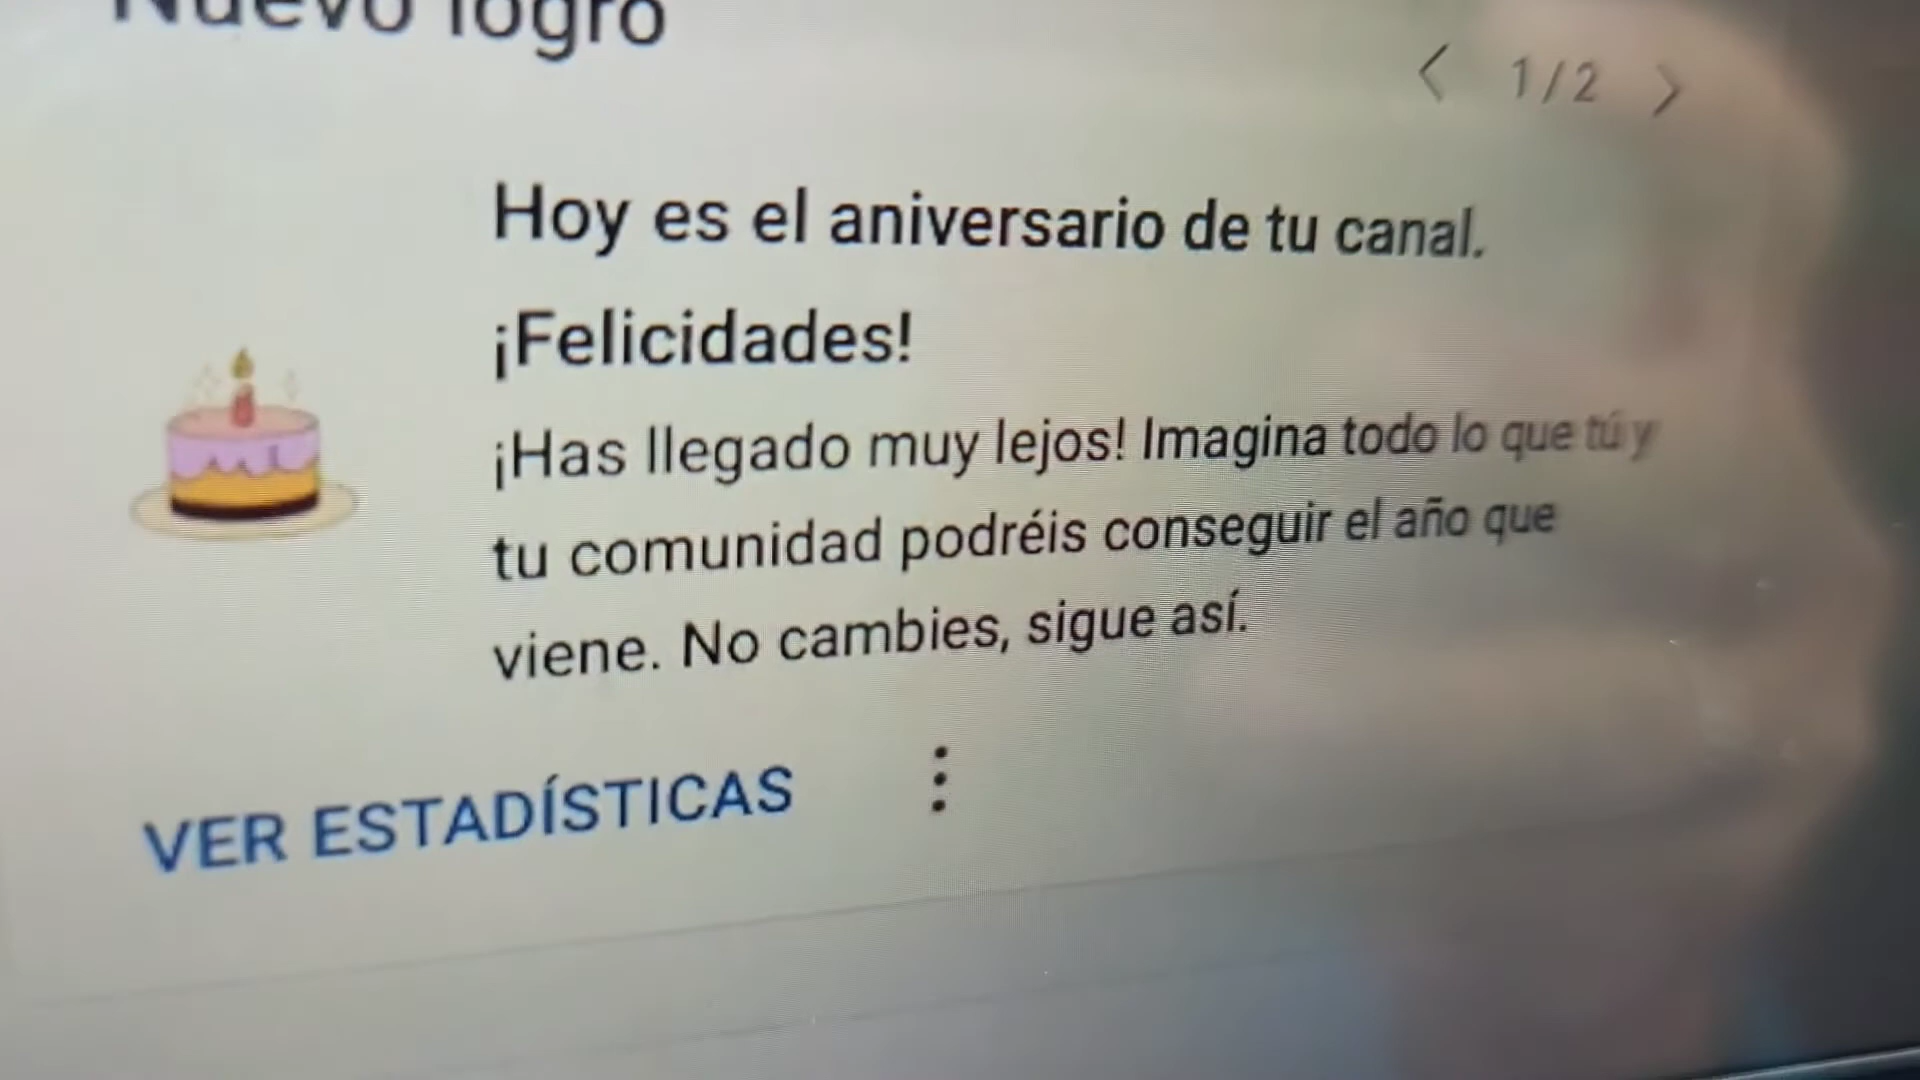 Nuevo logro
< 1/2 >
Hoy es el aniversario de tu canal.
¡Felicidades!
¡Has llegado muy lejos! Imagina todo lo que tú y
tu comunidad podréis conseguir el año que
viene. No cambies, sigue así.
VER ESTADÍSTICAS